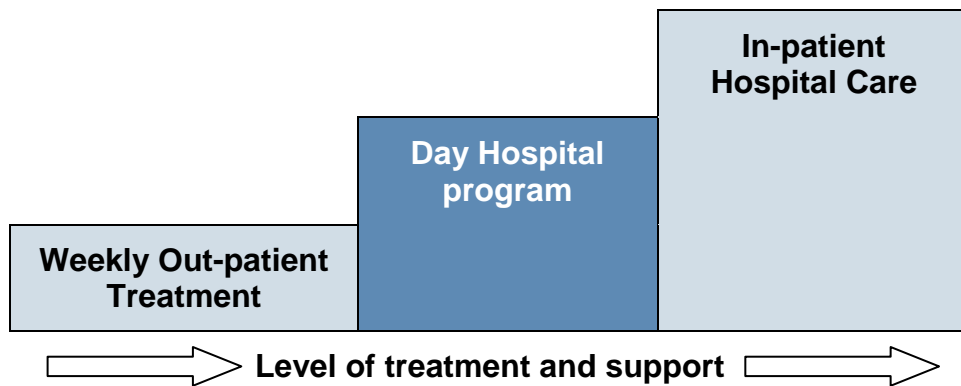 In-patient
Hospital Care
Day Hospital
program
Weekly Out-patient
Treatment
Level of treatment and support